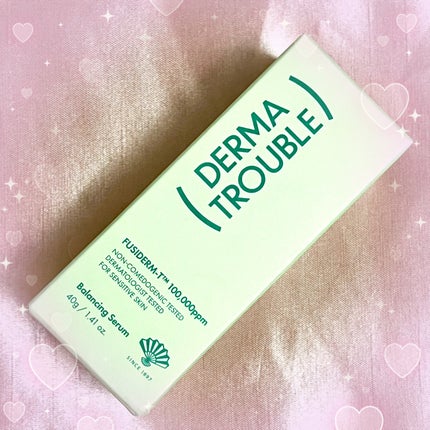 (DERMA
TROUBLE)
FUSIDERM-T™ 100,000ppm
NON-COMEDOGENIC TESTED
DERMATOLOGIST TESTED
FOR SENSITIVE SKIN
Balancing Serum
40g / 1.41 oz.
SINCE 1897